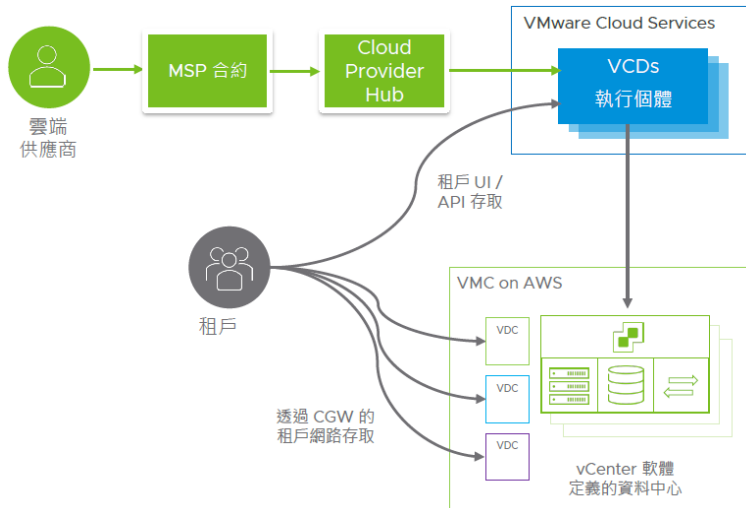 VMware Cloud Services
MSP 合約
Cloud
Provider
Hub
VCDs
執行個體
雲端
供應商
租戶 UI /
API 存取
租戶
VMC on AWS
VDC
VDC
VDC
透過 CGW 的
租戶網路存取
vCenter 軟體
定義的資料中心